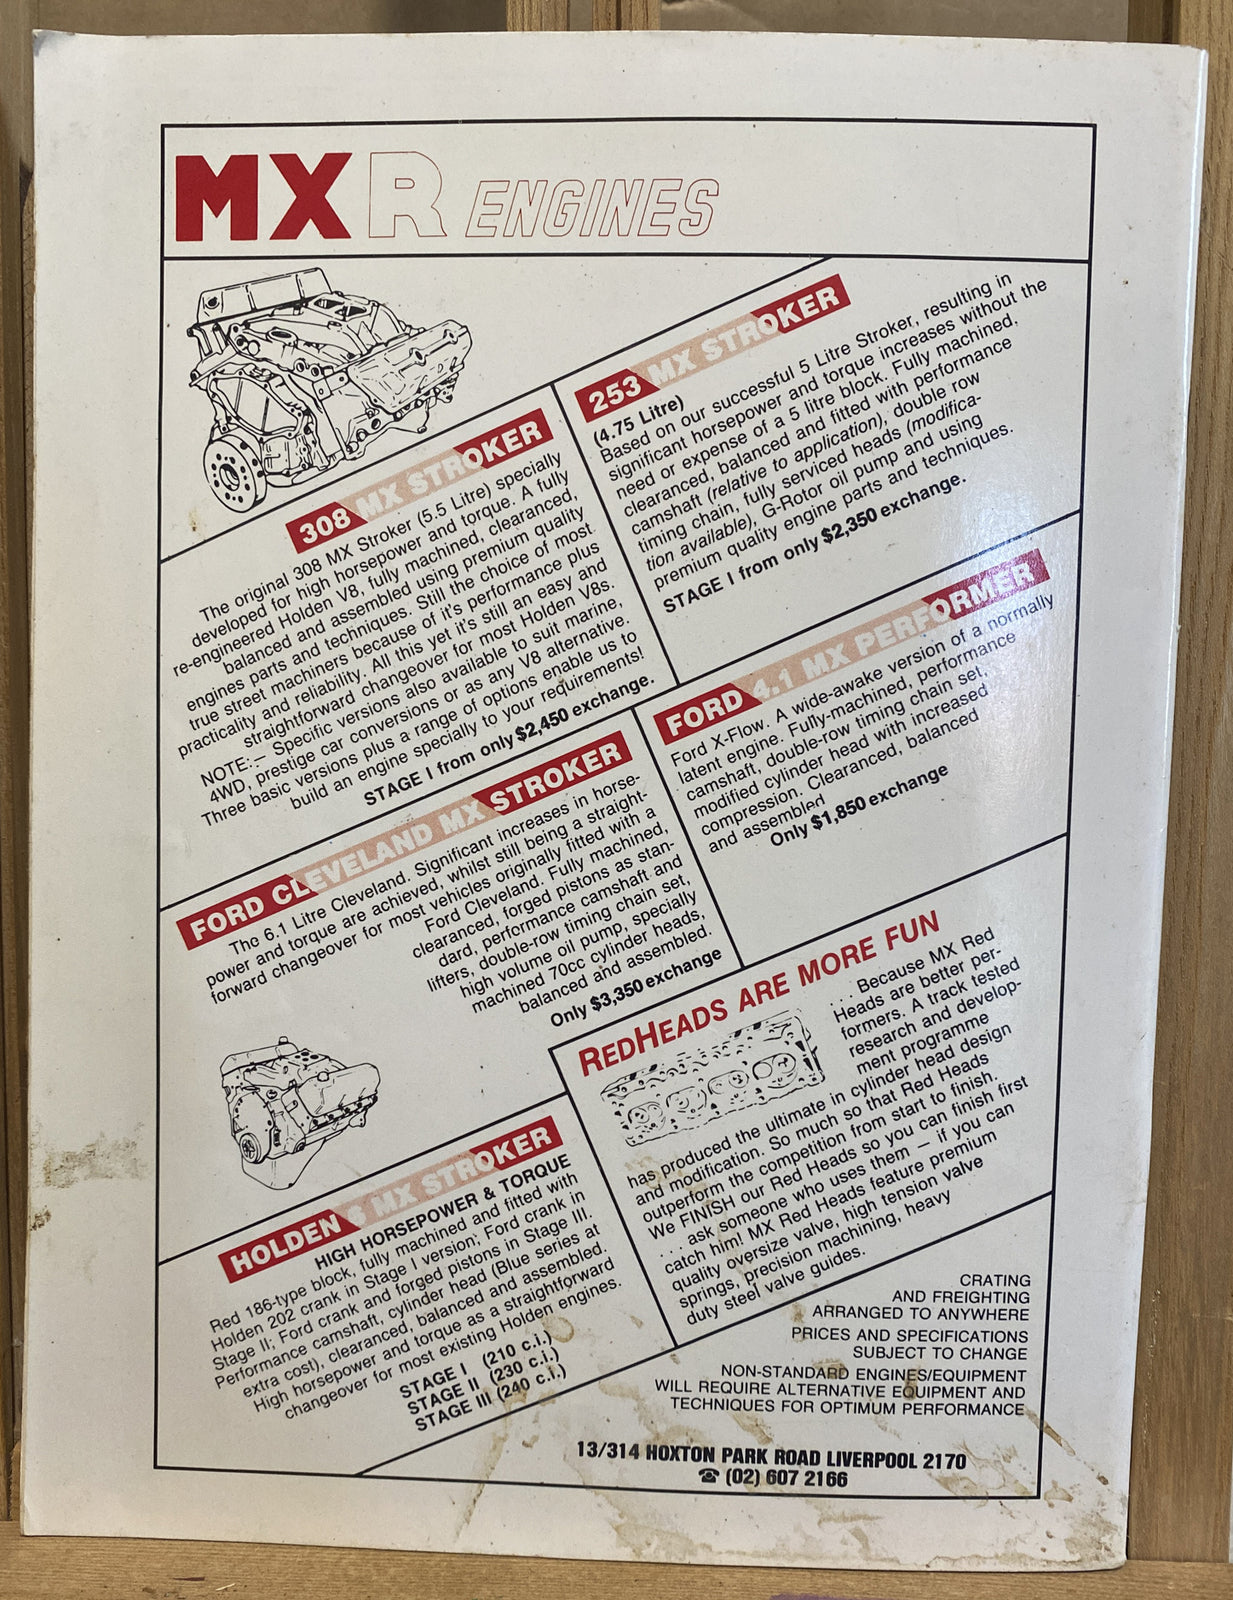 MXR ENGINES
308 MX STROKER
The original 308 MX Stroker (5.5 Litre) specially
developed for high horsepower and torque. A fully
re-engineered Holden V8, fully machined, clearanced,
balanced and assembled using premium quality
engines parts and techniques. Still the choice of most
true street machiners because of it's performance plus
practicality and reliability. All this yet it's still an easy and
straightforward changeover for most Holden V8s.
NOTE:— Specific versions also available to suit marine,
4WD, prestige car conversions or as any V8 alternative.
Three basic versions plus a range of options enable us to
build an engine specially to your requirements!
STAGE I from only $2,450 exchange.
253 MX STROKER
(4.75 Litre)
Based on our successful 5 Litre Stroker, resulting in
significant horsepower and torque increases without the
need or expense of a 5 litre block. Fully machined,
clearanced, balanced and fitted with performance
camshaft (relative to application), double row
timing chain, fully serviced heads (modifica-
tion available), G-Rotor oil pump and using
premium quality engine parts and techniques.
STAGE I from only $2,350 exchange.
FORD 4.1 MX PERFORMER
Ford X-Flow. A wide-awake version of a normally
latent engine. Fully-machined, performance
camshaft, double-row timing chain set,
modified cylinder head with increased
compression. Clearanced, balanced
and assembled
Only $1,850 exchange
FORD CLEVELAND MX STROKER
The 6.1 Litre Cleveland. Significant increases in horse-
power and torque are achieved, whilst still being a straight-
forward changeover for most vehicles originally fitted with a
Ford Cleveland. Fully machined,
clearanced, forged pistons as stan-
dard, performance camshaft and
lifters, double-row timing chain set,
high volume oil pump, specially
machined 70cc cylinder heads,
balanced and assembled.
Only $3,350 exchange
REDHEADS ARE MORE FUN
. . . Because MX Red
Heads are better per-
formers. A track tested
research and develop-
ment programme
has produced the ultimate in cylinder head design
and modification. So much so that Red Heads
outperform the competition from start to finish.
We FINISH our Red Heads so you can finish first
. . . ask someone who uses them — if you can
catch him! MX Red Heads feature premium
quality oversize valve, high tension valve
springs, precision machining, heavy
duty steel valve guides.
HOLDEN 6 MX STROKER
HIGH HORSEPOWER & TORQUE
Red 186-type block, fully machined and fitted with
Holden 202 crank in Stage I version; Ford crank in
Stage II; Ford crank and forged pistons in Stage III.
Performance camshaft, cylinder head (Blue series at
extra cost), clearanced, balanced and assembled.
High horsepower and torque as a straightforward
changeover for most existing Holden engines.
STAGE I (210 c.i.)
STAGE II (230 c.i.)
STAGE III (240 c.i.)
CRATING
AND FREIGHTING
ARRANGED TO ANYWHERE
PRICES AND SPECIFICATIONS
SUBJECT TO CHANGE
NON-STANDARD ENGINES/EQUIPMENT
WILL REQUIRE ALTERNATIVE EQUIPMENT AND
TECHNIQUES FOR OPTIMUM PERFORMANCE
13/314 HOXTON PARK ROAD LIVERPOOL 2170
☎ (02) 607 2166